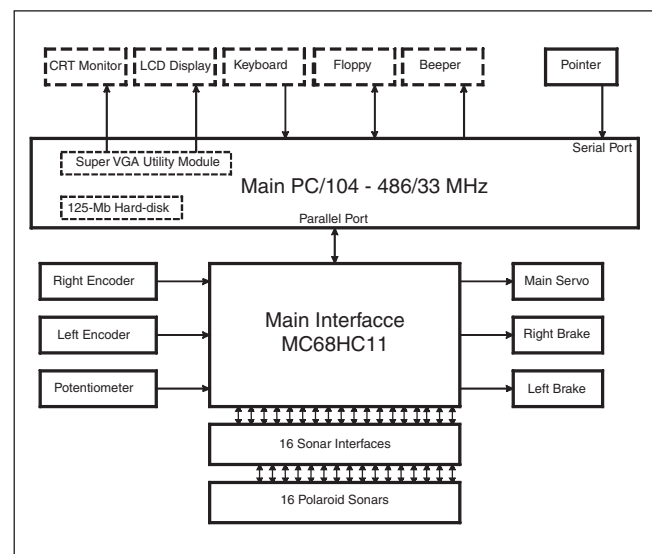 CRT Monitor
LCD Display
Keyboard
Floppy
Beeper
Pointer
Serial Port
Super VGA Utility Module
Main PC/104 - 486/33 MHz
125-Mb Hard-disk
Parallel Port
Right Encoder
Left Encoder
Potentiometer
Main Interfacce
MC68HC11
Main Servo
Right Brake
Left Brake
16 Sonar Interfaces
16 Polaroid Sonars